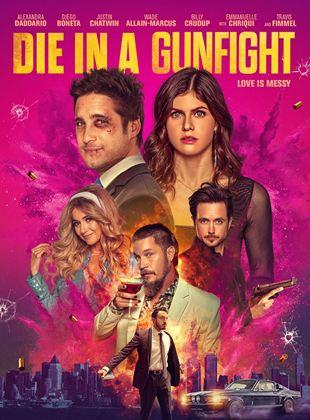 ALEXANDRA DADDARIO DIEGO BONETA JUSTIN CHATWIN WADE ALLAIN-MARCUS BILLY CRUDUP WITH EMMANUELLE CHRIQUI AND TRAVIS FIMMEL
DIE IN A GUNFIGHT
LOVE IS MESSY